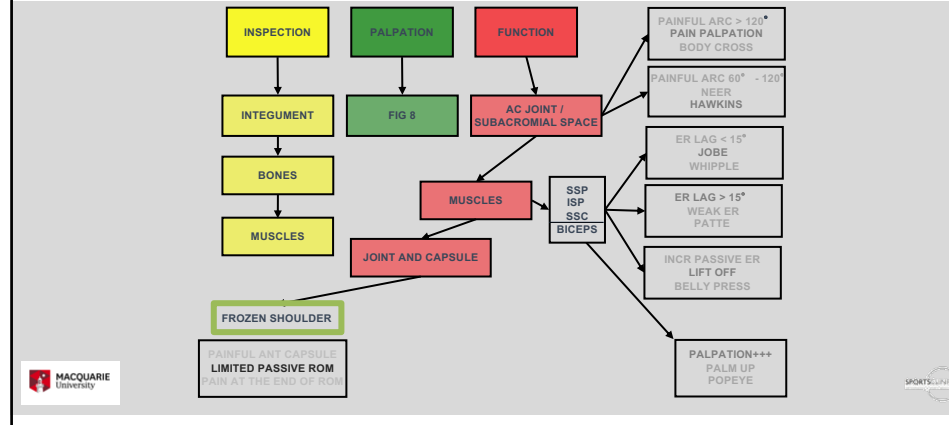 INSPECTION
PALPATION
FUNCTION
PAINFUL ARC > 120°
PAIN PALPATION
BODY CROSS
INTEGUMENT
FIG 8
AC JOINT /
SUBACROMIAL SPACE
PAINFUL ARC 60° - 120°
NEER
HAWKINS
BONES
MUSCLES
MUSCLES
SSP
ISP
SSC
BICEPS
ER LAG < 15°
JOBE
WHIPPLE
ER LAG > 15°
WEAK ER
PATTE
JOINT AND CAPSULE
INCR PASSIVE ER
LIFT OFF
BELLY PRESS
FROZEN SHOULDER
PAINFUL ANT CAPSULE
LIMITED PASSIVE ROM
PAIN AT THE END OF ROM
PALPATION+++
PALM UP
POPEYE
MACQUARIE
University